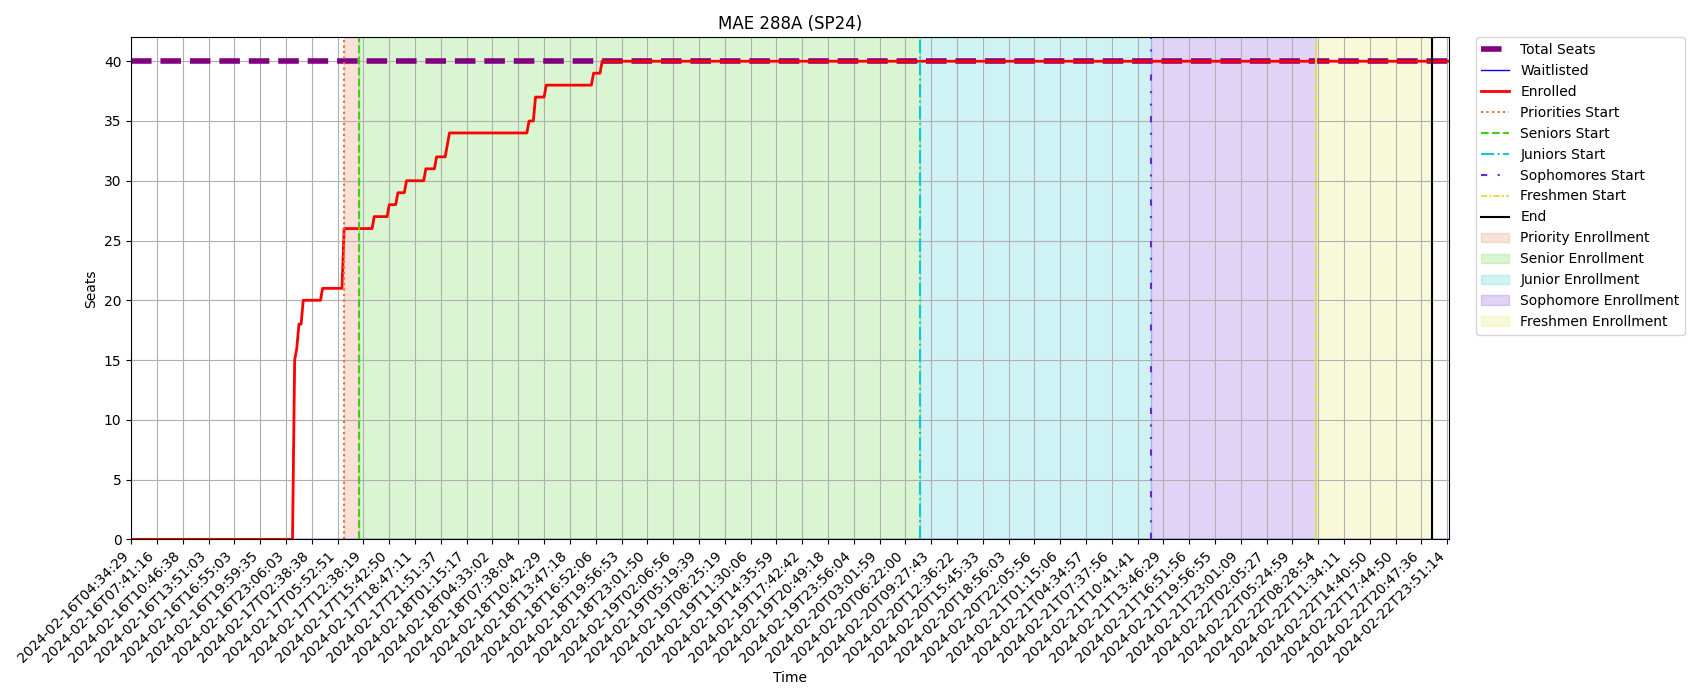 MAE 288A (SP24)
Seats
40
35
30
25
20
15
10
5
0
2024-02-16T04:34:29
2024-02-16T07:41:16
2024-02-16T10:46:38
2024-02-16T13:51:03
2024-02-16T16:55:03
2024-02-16T19:59:35
2024-02-16T23:06:03
2024-02-17T02:38:38
2024-02-17T05:52:51
2024-02-17T12:38:19
2024-02-17T15:42:50
2024-02-17T18:47:11
2024-02-17T21:51:37
2024-02-18T01:15:17
2024-02-18T04:33:02
2024-02-18T07:38:04
2024-02-18T10:42:29
2024-02-18T13:47:18
2024-02-18T16:52:06
2024-02-18T19:56:53
2024-02-18T23:01:50
2024-02-19T02:06:56
2024-02-19T05:19:39
2024-02-19T08:25:19
2024-02-19T11:30:06
2024-02-19T14:35:59
2024-02-19T17:42:42
2024-02-19T20:49:18
2024-02-19T23:56:04
2024-02-20T03:01:59
2024-02-20T06:22:00
2024-02-20T09:27:43
2024-02-20T12:36:22
2024-02-20T15:45:33
2024-02-20T18:56:03
2024-02-20T22:05:56
2024-02-21T01:15:06
2024-02-21T04:34:57
2024-02-21T07:37:56
2024-02-21T10:41:41
2024-02-21T13:46:29
2024-02-21T16:51:56
2024-02-21T19:56:55
2024-02-21T23:01:09
2024-02-22T02:05:27
2024-02-22T05:24:59
2024-02-22T08:28:54
2024-02-22T11:34:11
2024-02-22T14:40:50
2024-02-22T17:44:50
2024-02-22T20:47:36
2024-02-22T23:51:14
Time
Total Seats
Waitlisted
Enrolled
Priorities Start
Seniors Start
Juniors Start
Sophomores Start
Freshmen Start
End
Priority Enrollment
Senior Enrollment
Junior Enrollment
Sophomore Enrollment
Freshmen Enrollment